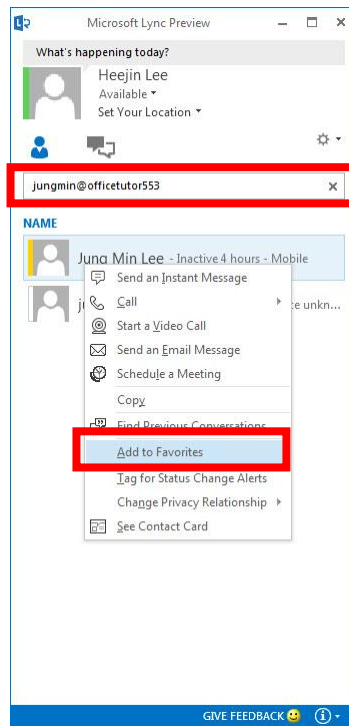 Microsoft Lync Preview
What's happening today?
Heejin Lee
Available
Set Your Location
jungmin@officetutor553
NAME
Jung Min Lee - Inactive 4 hours - Mobile
Send an Instant Message
Call
Start a Video Call
Send an Email Message
Schedule a Meeting
Copy
Find Previous Conversations
Add to Favorites
Tag for Status Change Alerts
Change Privacy Relationship
See Contact Card
GIVE FEEDBACK